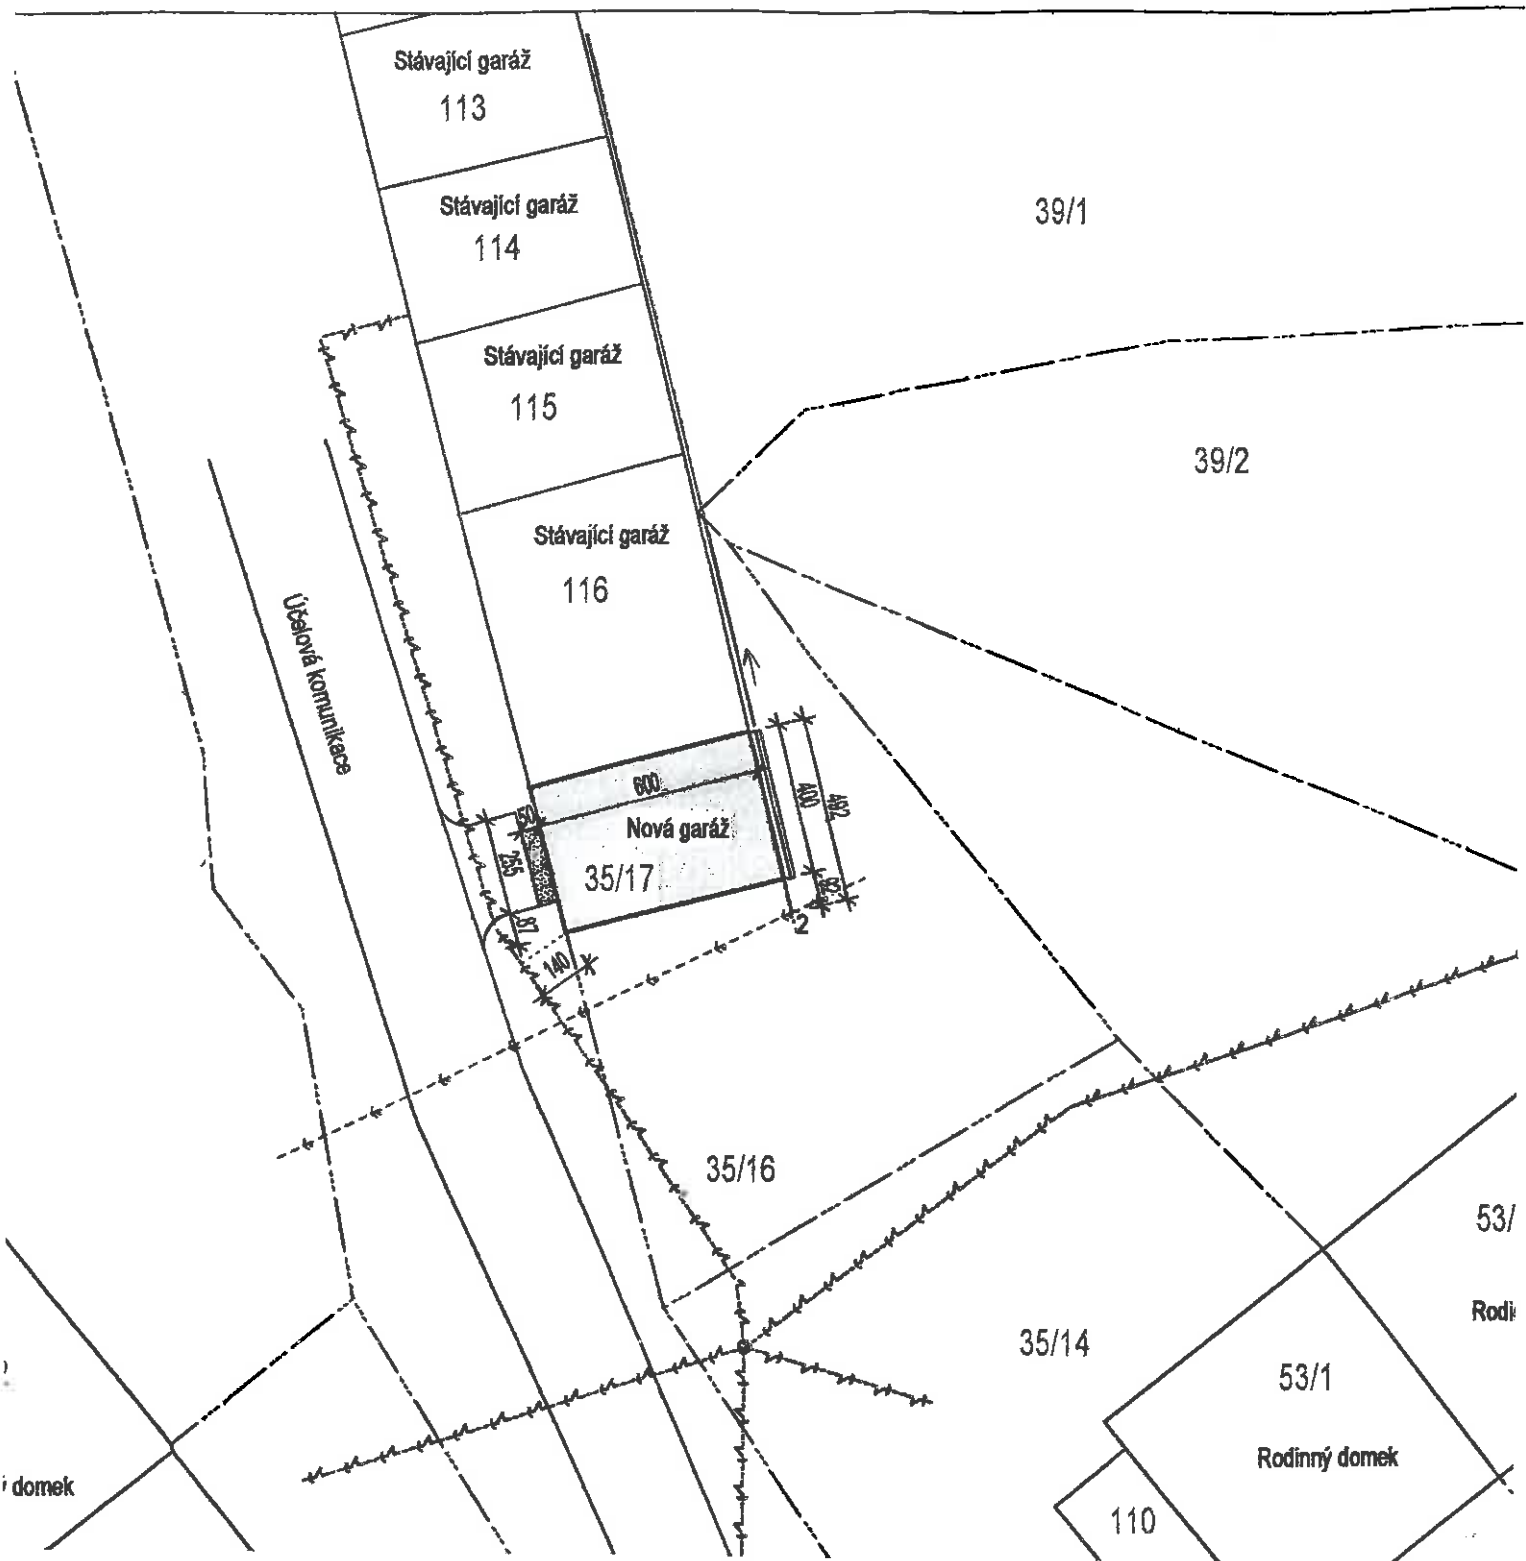 Stávající garáž
113
Stávající garáž
114
39/1
Stávající garáž
115
39/2
Stávající garáž
116
Účelová komunikace
600
400
492
55
Nová garáž
255
35/17
87
2
140
35/16
53/
Rodi
35/14
53/1
Rodinný domek
domek
110